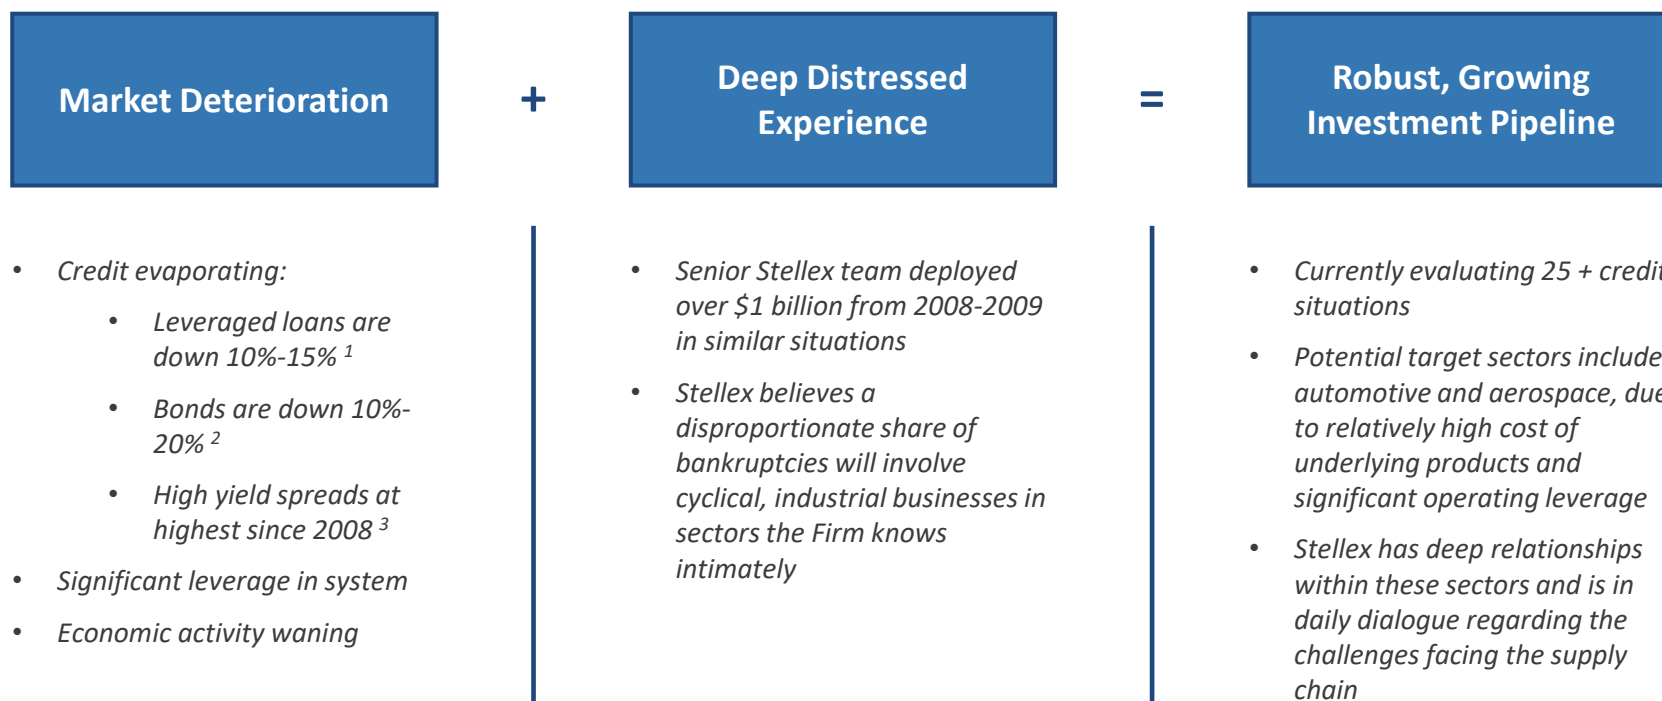 Market Deterioration
+
Deep Distressed
Experience
=
Robust, Growing
Investment Pipeline
• Credit evaporating:
• Leveraged loans are
down 10%-15% 1
• Bonds are down 10%-
20% 2
• High yield spreads at
highest since 2008 3
• Significant leverage in system
• Economic activity waning
• Senior Stellex team deployed
over $1 billion from 2008-2009
in similar situations
• Stellex believes a
disproportionate share of
bankruptcies will involve
cyclical, industrial businesses in
sectors the Firm knows
intimately
• Currently evaluating 25 + credit
situations
• Potential target sectors include
automotive and aerospace, due
to relatively high cost of
underlying products and
significant operating leverage
• Stellex has deep relationships
within these sectors and is in
daily dialogue regarding the
challenges facing the supply
chain